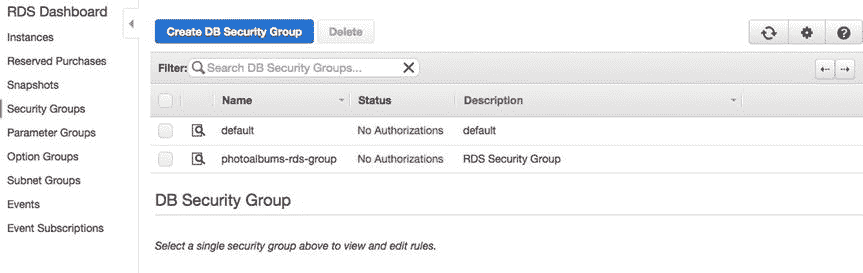 RDS Dashboard
Instances
Reserved Purchases
Snapshots
Security Groups
Parameter Groups
Option Groups
Subnet Groups
Events
Event Subscriptions
Create DB Security Group
Delete
Filter: Search DB Security Groups...
Name Status Description
default No Authorizations default
photoalbums-rds-group No Authorizations RDS Security Group
DB Security Group
Select a single security group above to view and edit rules.